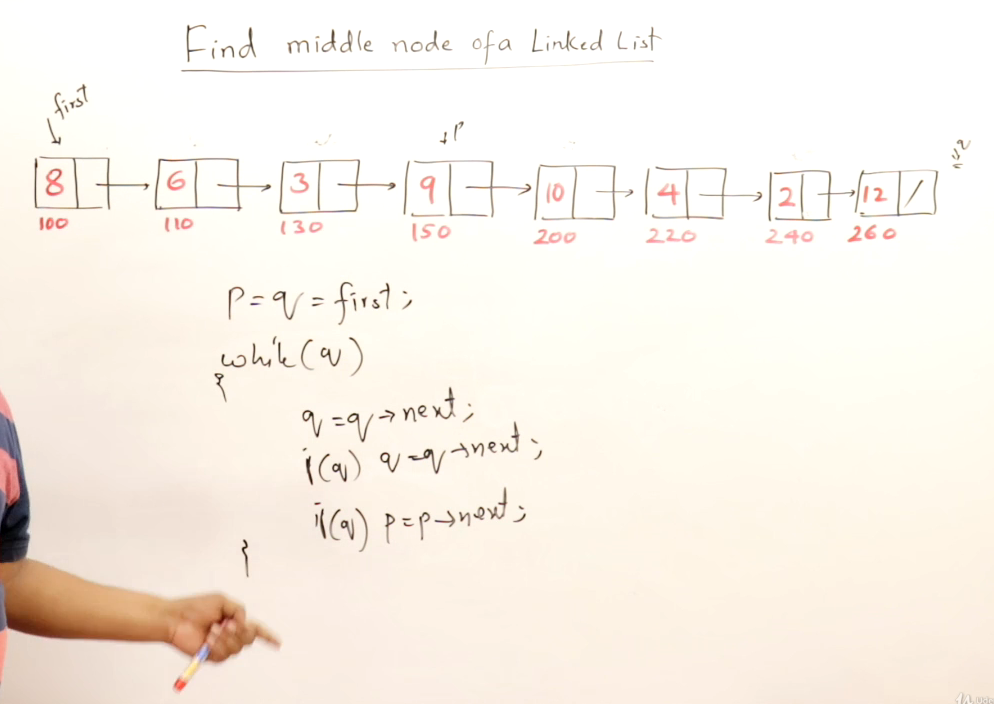 Find middle node of a Linked List
first
P
8 6 3 9 10 4 2 12 /
100 110 130 150 200 220 240 260
P=q=first;
while(q)
{
q=q→next;
if(q) q=q→next;
if(q) p=p→next;
}